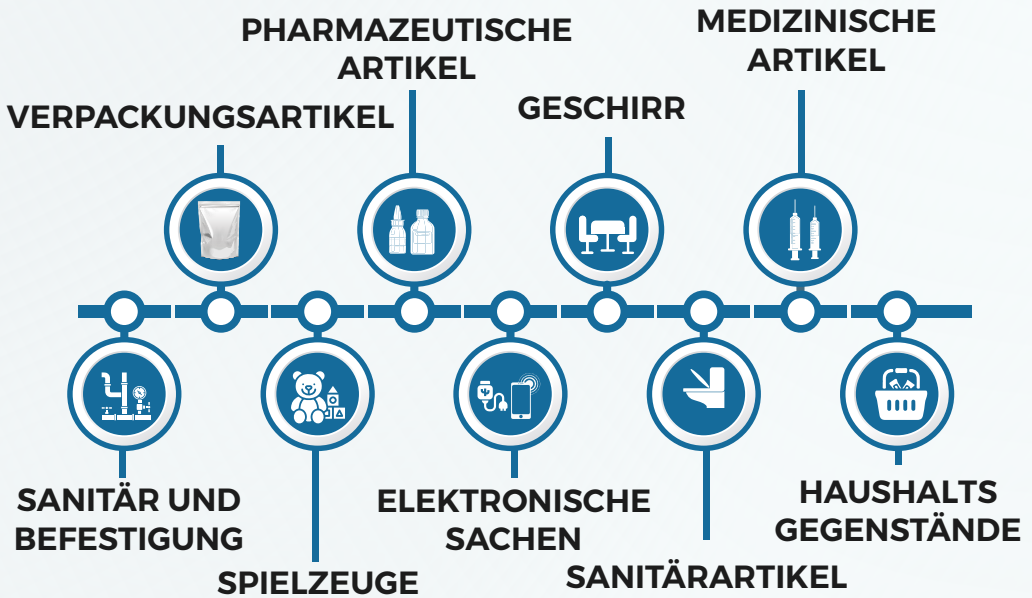 PHARMAZEUTISCHE
ARTIKEL
MEDIZINISCHE
ARTIKEL
VERPACKUNGSARTIKEL
GESCHIRR
SANITÄR UND
BEFESTIGUNG
SPIELZEUGE
ELEKTRONISCHE
SACHEN
SANITÄRARTIKEL
HAUSHALTS
GEGENSTÄNDE